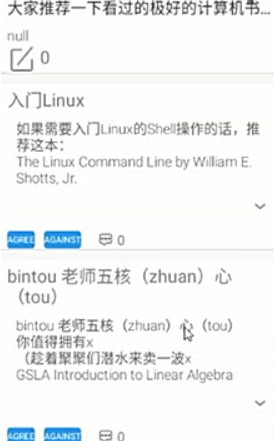 大家推荐一下看过的极好的计算机书...
null
0
入门Linux
如果需要入门Linux的Shell操作的话，推
荐这本：
The Linux Command Line by William E.
Shotts, Jr.
AGREE AGAINST 0
bintou 老师五核（zhuan）心
（tou）
bintou 老师五核（zhuan）心（tou）
你值得拥有x
（趁着聚聚们潜水来卖一波x
GSLA Introduction to Linear Algebra
AGREE AGAINST 0